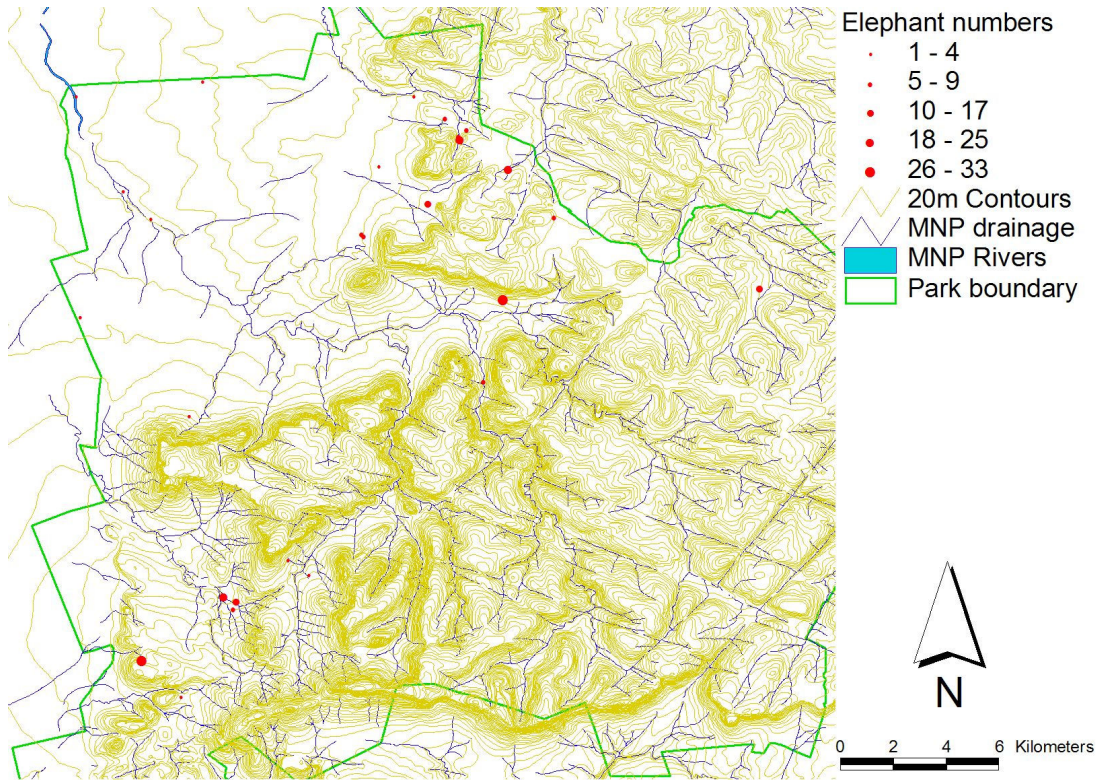 Elephant numbers
1 - 4
5 - 9
10 - 17
18 - 25
26 - 33
20m Contours
MNP drainage
MNP Rivers
Park boundary
N
0 2 4 6 Kilometers